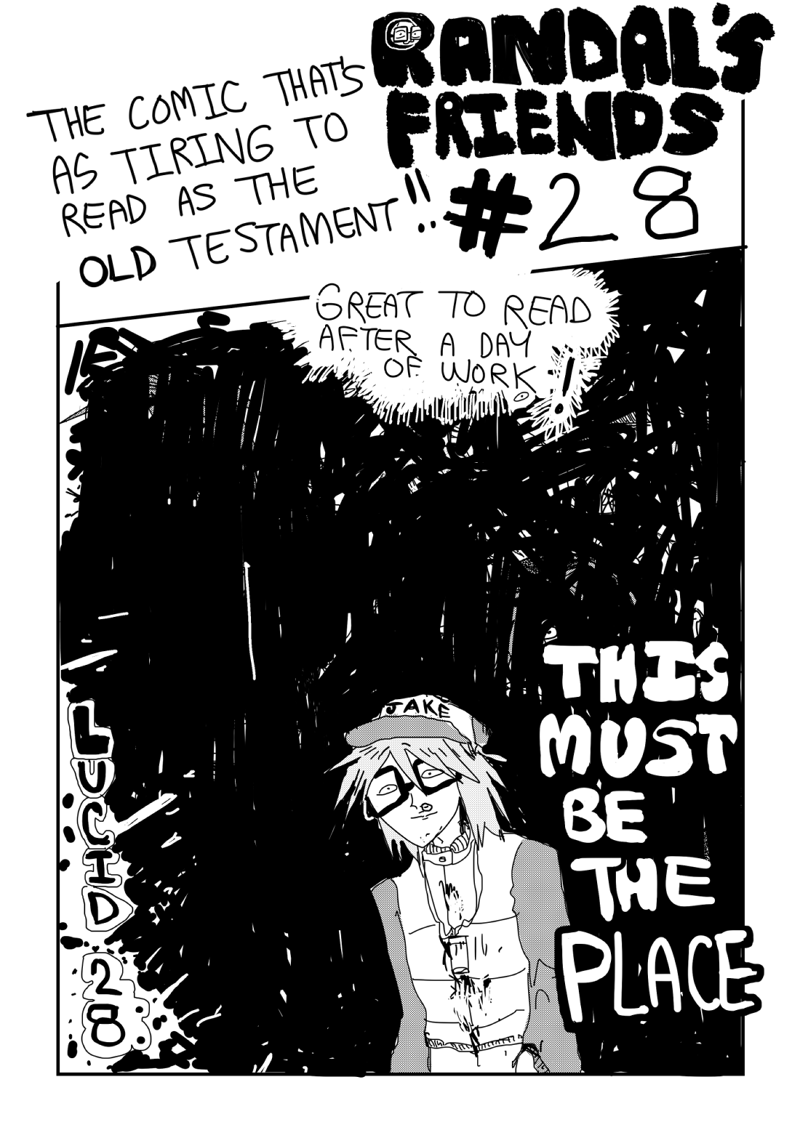 RANDAL'S
FRIENDS
#28
THE COMIC THAT'S
AS TIRING TO
READ AS THE
OLD TESTAMENT!!
GREAT TO READ
AFTER A DAY
OF WORK!
JAKE
THIS
MUST
BE
THE
PLACE
LUCID 28